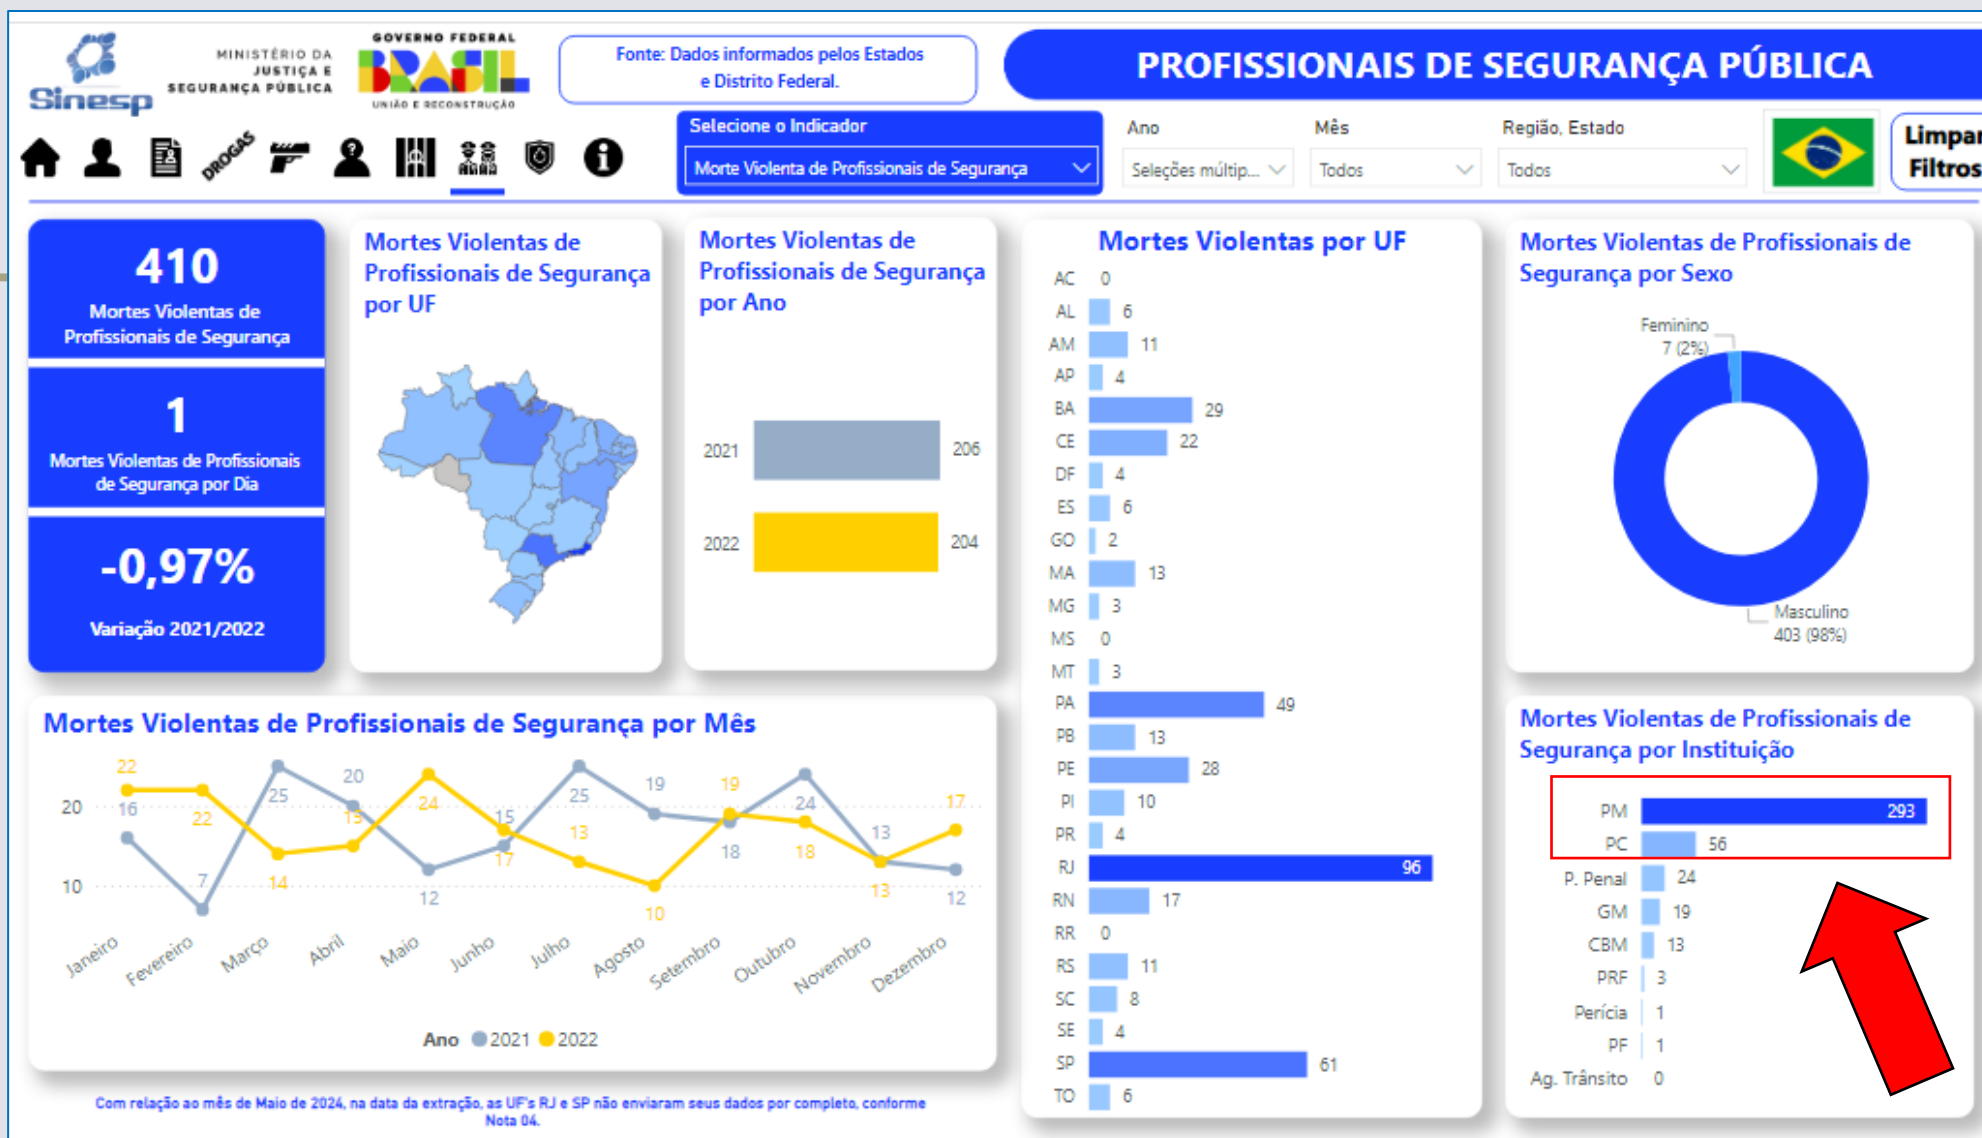 Sinesp
MINISTÉRIO DA
JUSTIÇA E
SEGURANÇA PÚBLICA
GOVERNO FEDERAL
BRASIL
UNIÃO E RECONSTRUÇÃO
Fonte: Dados informados pelos Estados
e Distrito Federal.
PROFISSIONAIS DE SEGURANÇA PÚBLICA
DROGAS
Selecione o Indicador
Morte Violenta de Profissionais de Segurança
Ano
Seleções múltip...
Mês
Todos
Região, Estado
Todos
Limpar
Filtros
410
Mortes Violentas de
Profissionais de Segurança
1
Mortes Violentas de Profissionais
de Segurança por Dia
-0,97%
Variação 2021/2022
Mortes Violentas de
Profissionais de Segurança
por UF
Mortes Violentas de
Profissionais de Segurança
por Ano
2021 206
2022 204
Mortes Violentas por UF
AC 0
AL 6
AM 11
AP 4
BA 29
CE 22
DF 4
ES 6
GO 2
MA 13
MG 3
MS 0
MT 3
PA 49
PB 13
PE 28
PI 10
PR 4
RJ 96
RN 17
RR 0
RS 11
SC 8
SE 4
SP 61
TO 6
Mortes Violentas de Profissionais de
Segurança por Sexo
Feminino
7 (2%)
Masculino
403 (98%)
Mortes Violentas de Profissionais de Segurança por Mês
20
10
22 22 14 15 24 17 13 10 19 18 13 17
16 7 25 20 12 15 25 19 18 24 13 12
Janeiro Fevereiro Março Abril Maio Junho Julho Agosto Setembro Outubro Novembro Dezembro
Ano 2021 2022
Mortes Violentas de Profissionais de
Segurança por Instituição
PM 293
PC 56
P. Penal 24
GM 19
CBM 13
PRF 3
Perícia 1
PF 1
Ag. Trânsito 0
Com relação ao mês de Maio de 2024, na data da extração, as UF's RJ e SP não enviaram seus dados por completo, conforme
Nota 04.